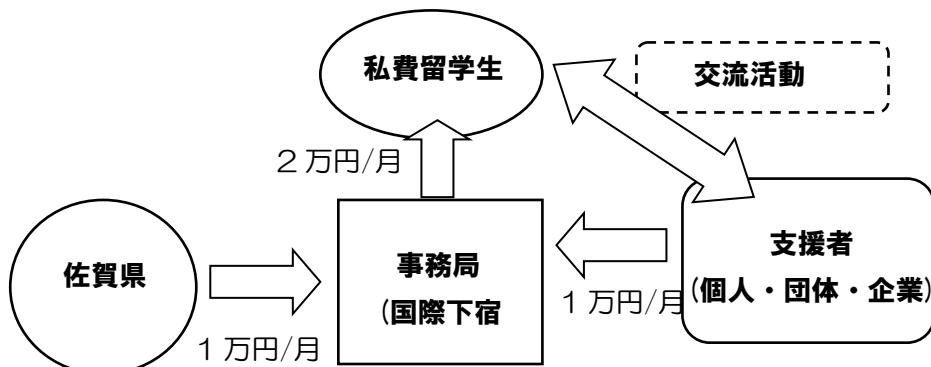 私費留学生
交流活動
２万円/月
佐賀県
事務局
(国際下宿
支援者
(個人・団体・企業)
１万円/月
１万円/月